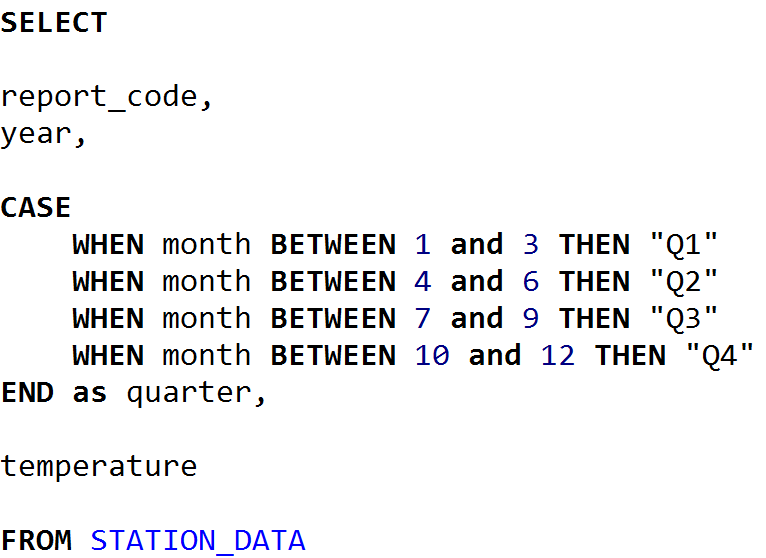 SELECT
report_code,
year,
CASE
WHEN month BETWEEN 1 and 3 THEN "Q1"
WHEN month BETWEEN 4 and 6 THEN "Q2"
WHEN month BETWEEN 7 and 9 THEN "Q3"
WHEN month BETWEEN 10 and 12 THEN "Q4"
END as quarter,
temperature
FROM STATION_DATA